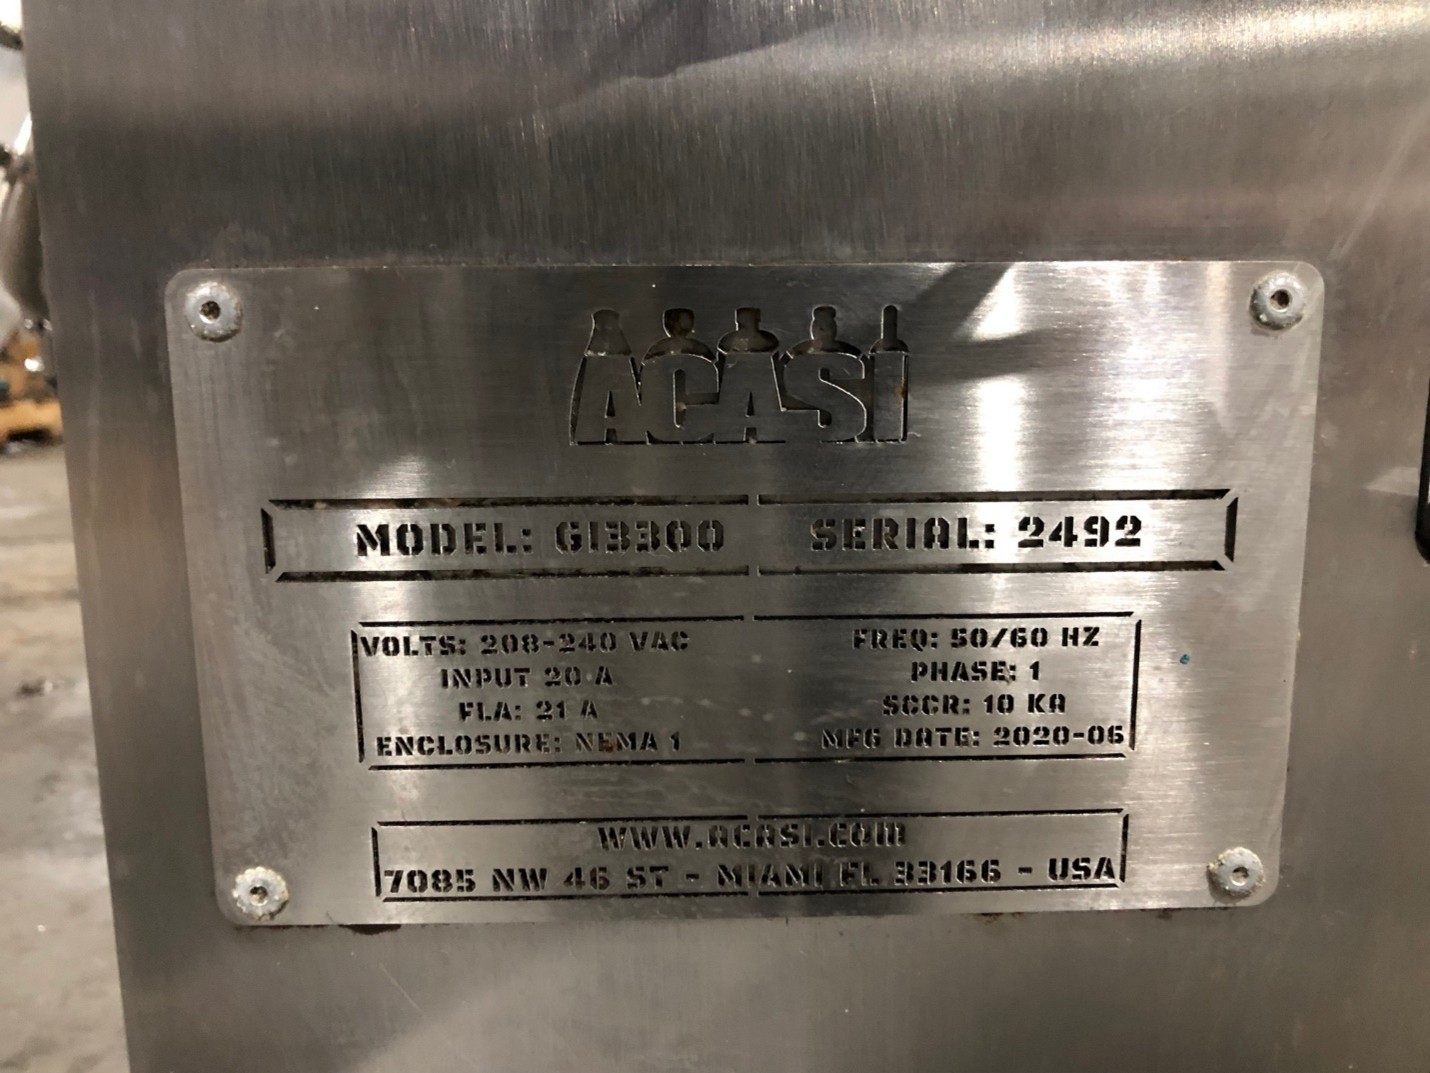 ACASI
MODEL: GI3300 SERIAL: 2492
VOLTS: 208-240 VAC FREQ: 50/60 HZ
INPUT 20 A PHASE: 1
FLA: 21 A SCCR: 10 KA
ENCLOSURE: NEMA 1 MFG DATE: 2020-06
WWW.ACASI.COM
7085 NW 46 ST - MIAMI FL 33166 - USA